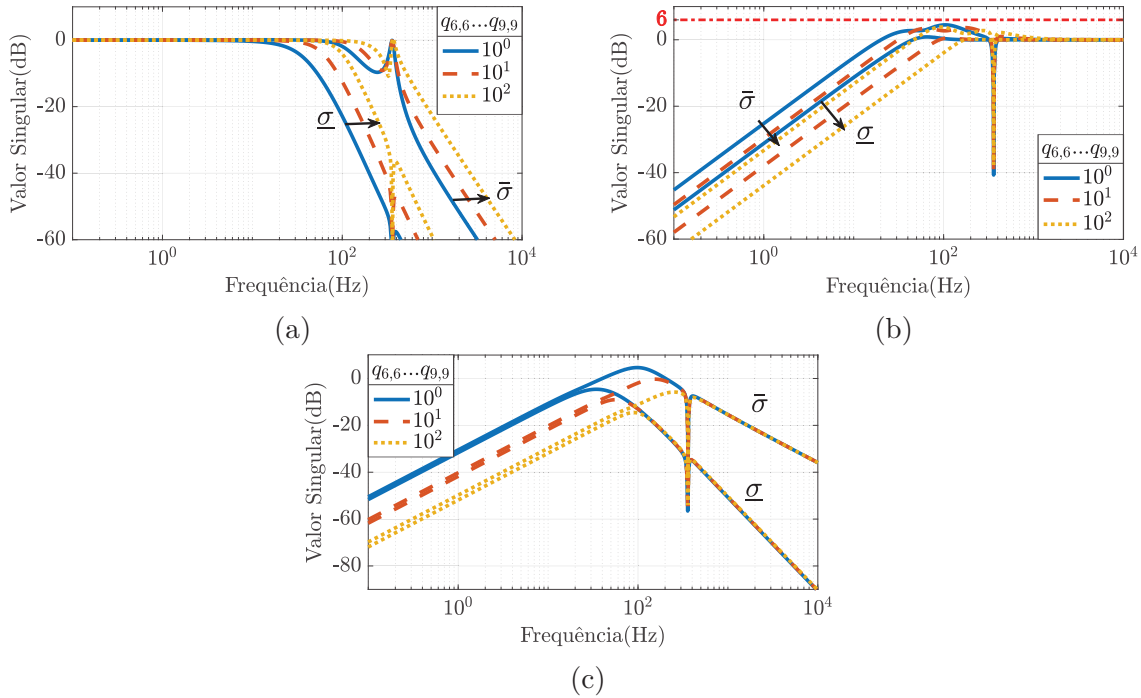 q6,6...q9,9
10^0
10^1
10^2
0
-20
-40
-60
Valor Singular(dB)
σ
σ̄
10^0
10^2
10^4
Frequência(Hz)
(a)
6
0
-20
-40
-60
Valor Singular(dB)
σ̄
σ
q6,6...q9,9
10^0
10^1
10^2
10^0
10^2
10^4
Frequência(Hz)
(b)
q6,6...q9,9
10^0
10^1
10^2
0
-20
-40
-60
-80
Valor Singular(dB)
σ̄
σ
10^0
10^2
10^4
Frequência(Hz)
(c)